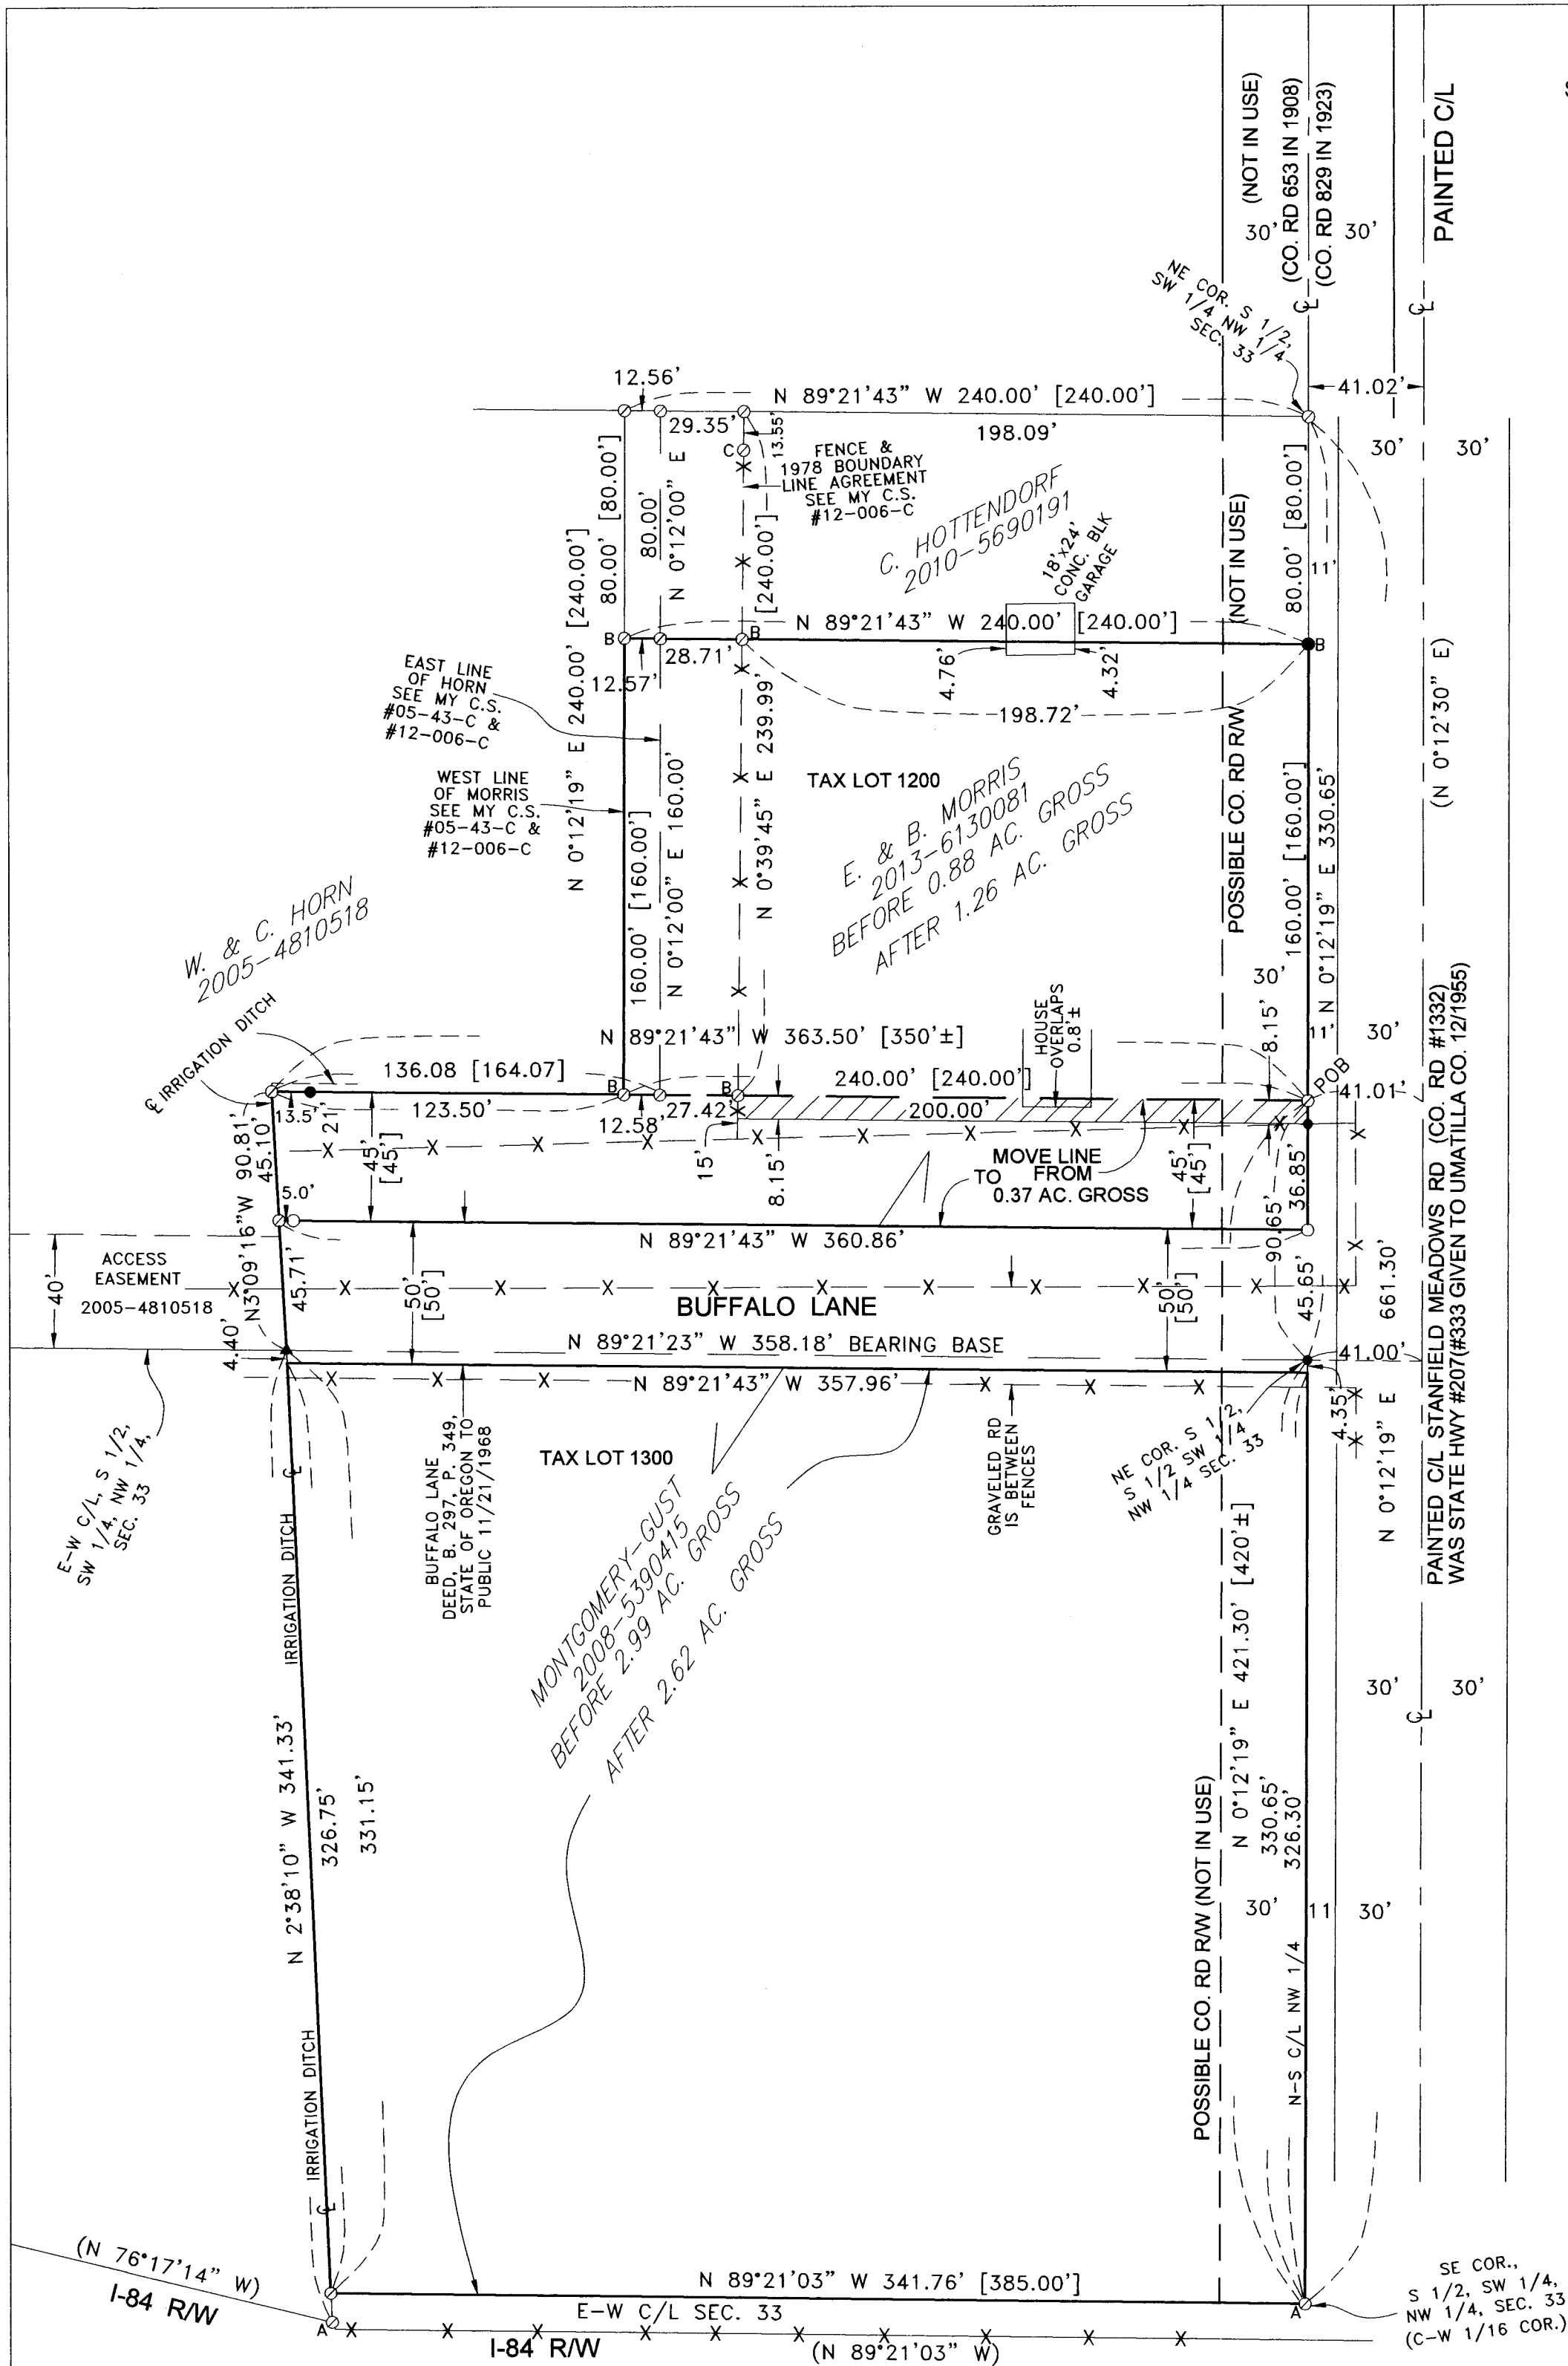 (NOT IN USE)
(CO. RD 653 IN 1908)
(CO. RD 829 IN 1923)
30'
30'
PAINTED C/L
NE COR. S 1/2,
SW 1/4 NW 1/4
SEC. 33
41.02'
12.56'
N 89°21'43" W 240.00' [240.00']
29.35'
13.55'
198.09'
30'
30'
C
FENCE &
1978 BOUNDARY
LINE AGREEMENT
SEE MY C.S.
#12-006-C
C. HOTTENDORF
2010-5690191
18'x24'
CONC. BLK
GARAGE
N 0°12'19" E 240.00' [240.00']
80.00' [80.00']
80.00'
N 0°12'00" E
[240.00']
(NOT IN USE)
80.00' [80.00']
11'
B
B
N 89°21'43" W 240.00' [240.00']
B
12.57'
28.71'
4.76'
4.32'
198.72'
EAST LINE
OF HORN
SEE MY C.S.
#05-43-C &
#12-006-C
WEST LINE
OF MORRIS
SEE MY C.S.
#05-43-C &
#12-006-C
160.00' [160.00']
N 0°12'00" E 160.00'
N 0°39'45" E 239.99'
TAX LOT 1200
E. & B. MORRIS
2013-6130081
BEFORE 0.88 AC. GROSS
AFTER 1.26 AC. GROSS
POSSIBLE CO. RD R/W
160.00' [160.00']
N 0°12'19" E 330.65'
(N 0°12'30" E)
W. & C. HORN
2005-4810518
℄ IRRIGATION DITCH
N 89°21'43" W 363.50' [350'±]
HOUSE
OVERLAPS
0.8'±
30'
11'
30'
8.15'
POB
136.08 [164.07]
B
B
240.00' [240.00']
41.01'
13.5'
21'
123.50'
12.58'
27.42'
200.00'
N3°09'16"W 90.81'
45.10'
45'
[45']
15'
8.15'
MOVE LINE
TO FROM
0.37 AC. GROSS
45'
[45']
36.85'
5.0'
90.65'
N 89°21'43" W 360.86'
40'
ACCESS
EASEMENT
2005-4810518
45.71'
50'
[50']
BUFFALO LANE
50'
[50']
45.65'
661.30'
4.40'
N 89°21'23" W 358.18' BEARING BASE
41.00'
N 89°21'43" W 357.96'
4.35'
E-W C/L, S 1/2,
SW 1/4, NW 1/4,
SEC. 33
BUFFALO LANE
DEED, B. 297, P. 349,
STATE OF OREGON TO
PUBLIC 11/21/1968
TAX LOT 1300
GRAVELED RD
IS BETWEEN
FENCES
NE COR. S 1/2,
S 1/2 SW 1/4
NW 1/4 SEC. 33
N 0°12'19" E
PAINTED C/L STANFIELD MEADOWS RD (CO. RD #1332)
WAS STATE HWY #207(#333 GIVEN TO UMATILLA CO. 12/1955)
℄
IRRIGATION DITCH
MONTGOMERY-GUST
2008-5390415
BEFORE 2.99 AC. GROSS
AFTER 2.62 AC. GROSS
N 0°12'19" E 421.30' [420'±]
330.65'
326.30'
30'
30'
℄
N 2°38'10" W 341.33'
326.75'
331.15'
POSSIBLE CO. RD R/W (NOT IN USE)
30'
11
30'
N-S C/L NW 1/4
IRRIGATION DITCH
℄
(N 76°17'14" W)
I-84 R/W
N 89°21'03" W 341.76' [385.00']
E-W C/L SEC. 33
A
A
I-84 R/W
(N 89°21'03" W)
SE COR.,
S 1/2, SW 1/4,
NW 1/4, SEC. 33
(C-W 1/16 COR.)